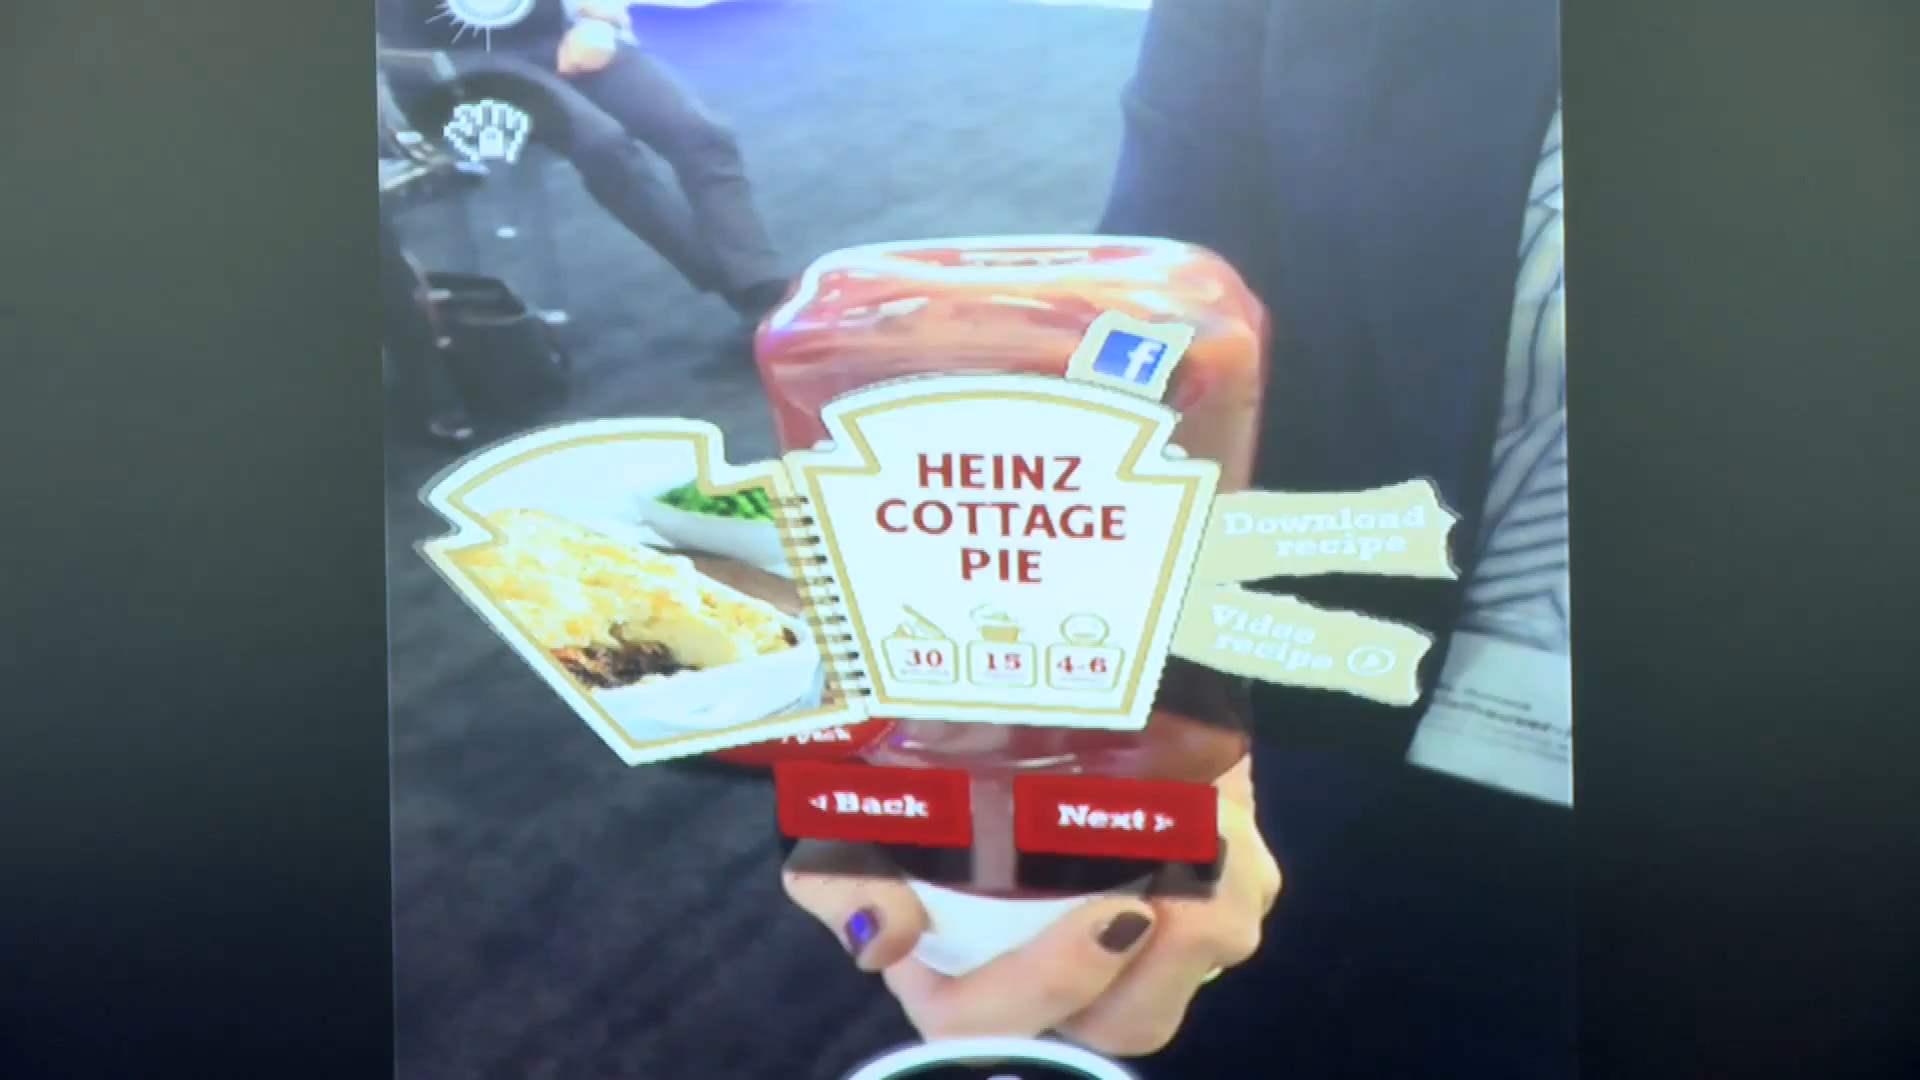 f
HEINZ
COTTAGE
PIE
Download
recipe
Video
recipe
30
15
4-6
< Back
Next >